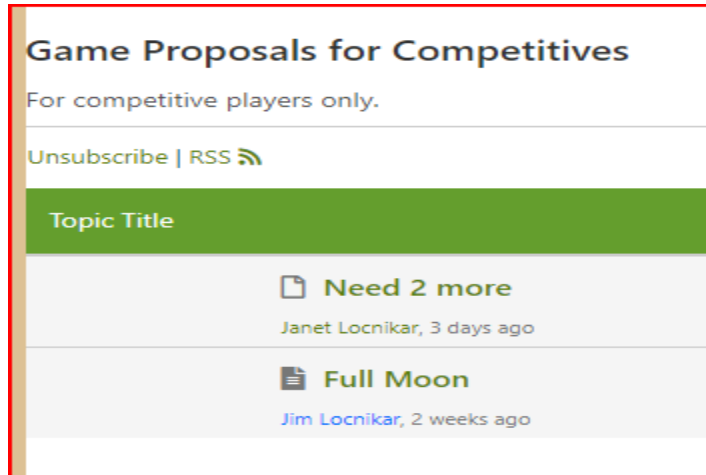 Game Proposals for Competitives
For competitive players only.
Unsubscribe | RSS
Topic Title
Need 2 more
Janet Locnikar, 3 days ago
Full Moon
Jim Locnikar, 2 weeks ago